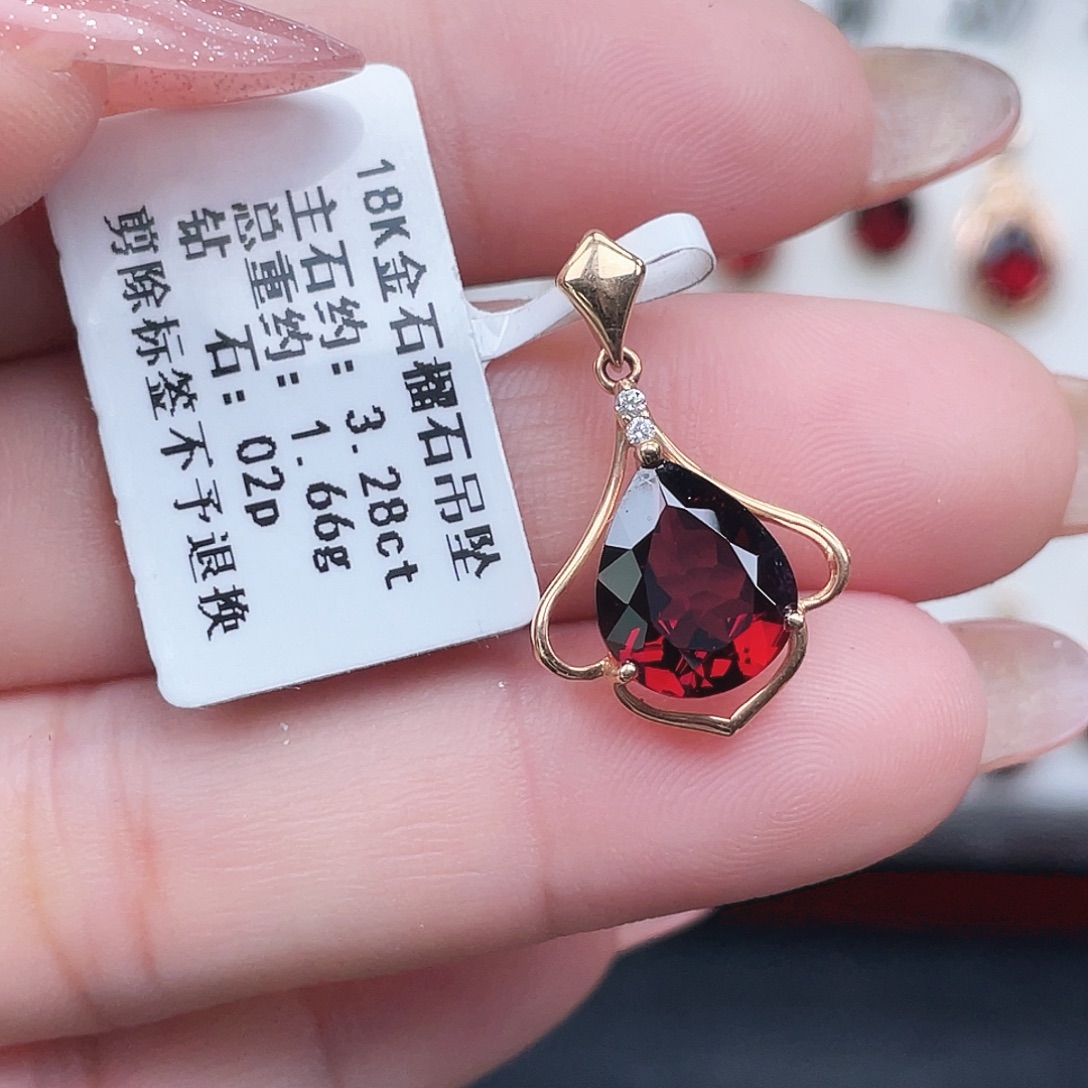 18K金石榴石吊坠
主石约: 3.28ct
总重约: 1.66g
钻 石: 02p
剪除标签不予退换